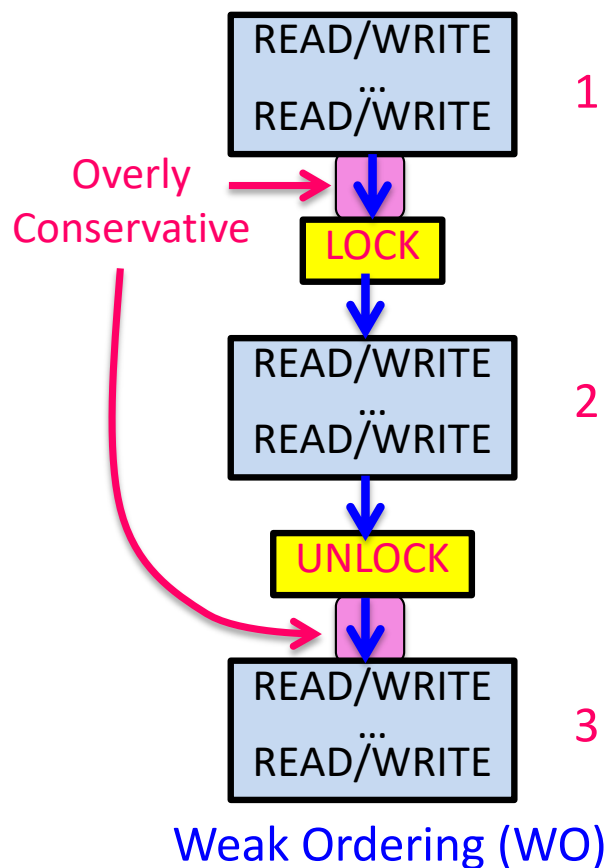 READ/WRITE
...
READ/WRITE
1
Overly
Conservative
LOCK
READ/WRITE
...
READ/WRITE
2
UNLOCK
READ/WRITE
...
READ/WRITE
3
Weak Ordering (WO)